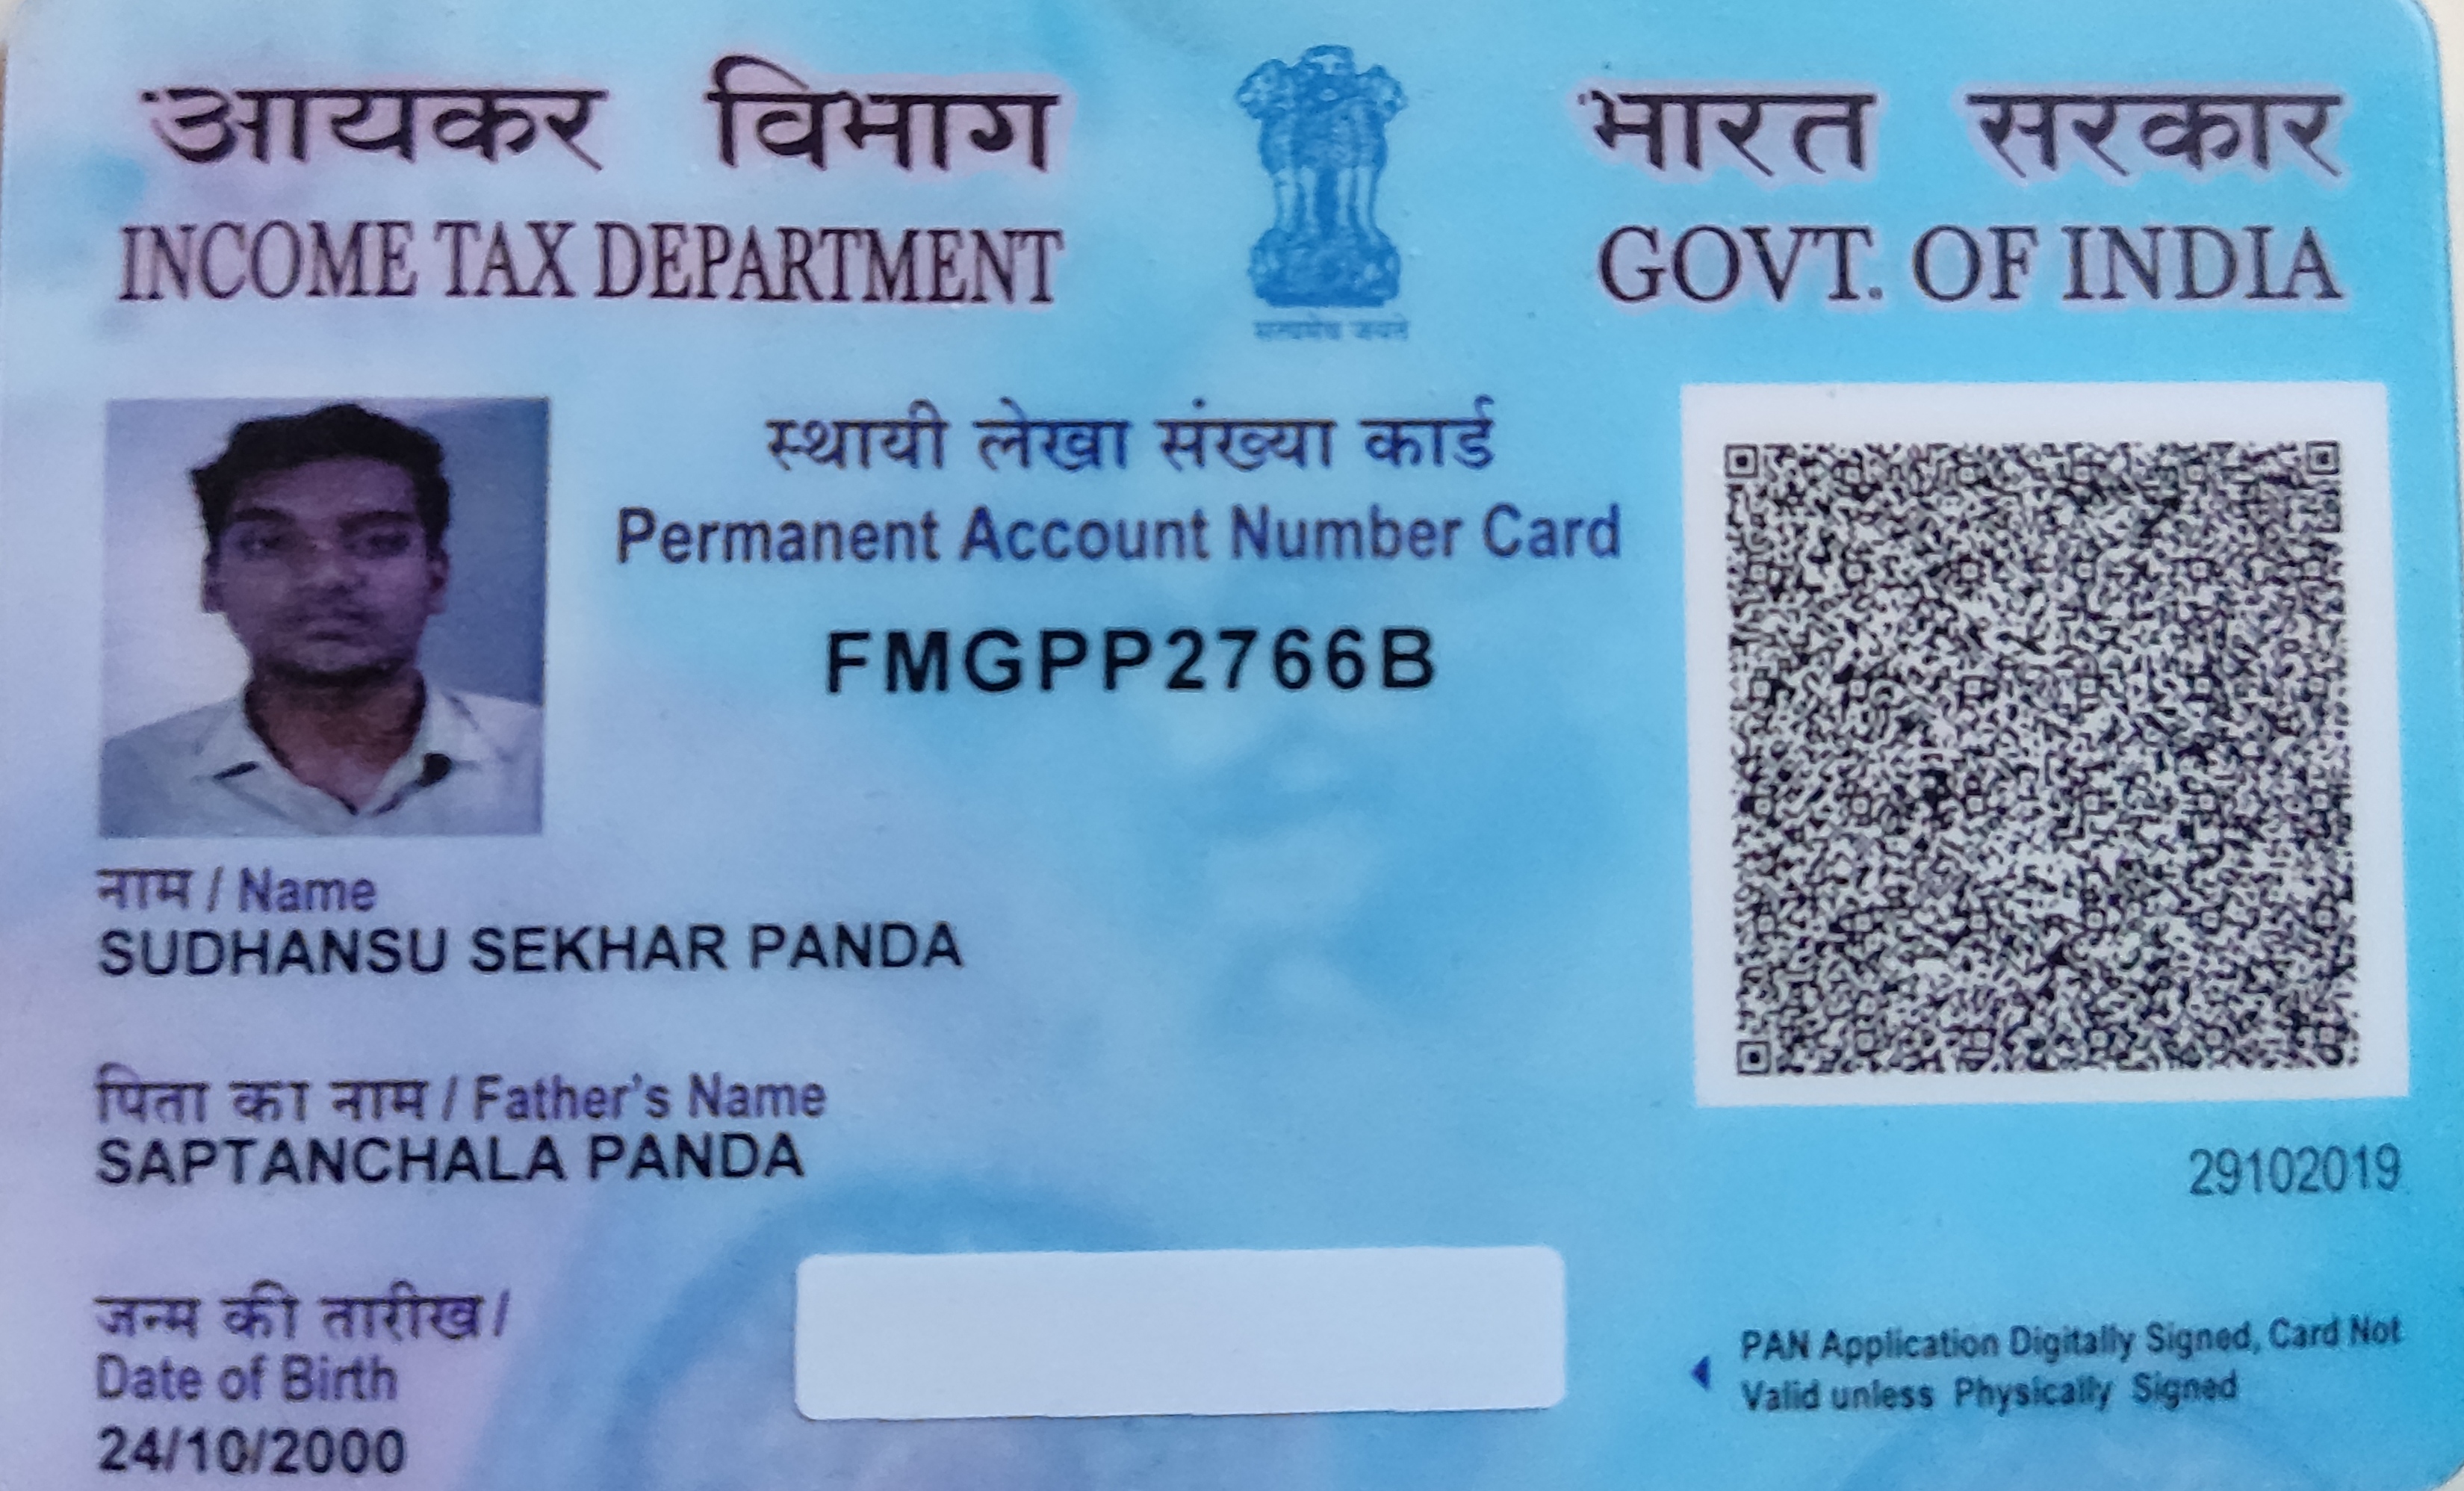 आयकर विभाग
INCOME TAX DEPARTMENT
सत्यमेव जयते
भारत सरकार
GOVT. OF INDIA
स्थायी लेखा संख्या कार्ड
Permanent Account Number Card
FMGPP2766B
नाम / Name
SUDHANSU SEKHAR PANDA
पिता का नाम / Father's Name
SAPTANCHALA PANDA
29102019
जन्म की तारीख /
Date of Birth
24/10/2000
PAN Application Digitally Signed, Card Not
Valid unless Physically Signed